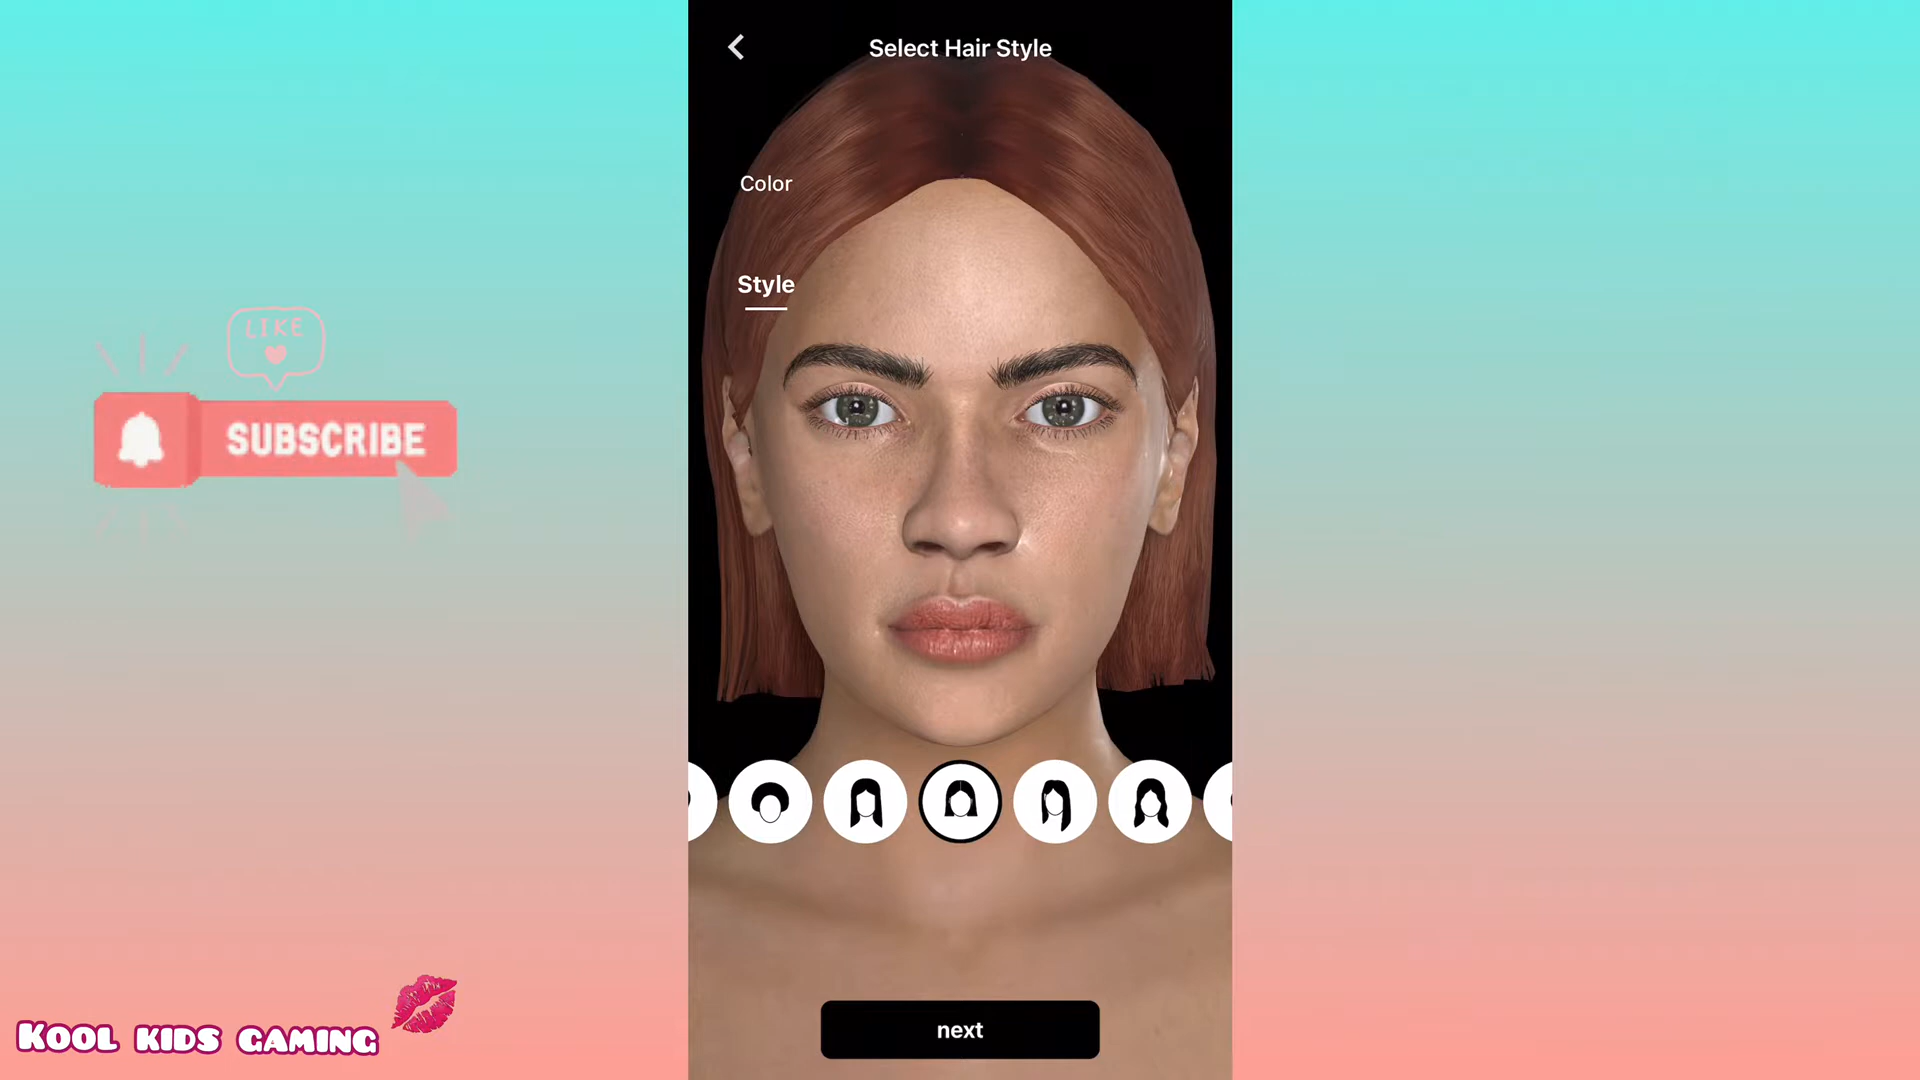 Select Hair Style
Color
Style
LIKE
SUBSCRIBE
next
KOOL KIDS GAMING